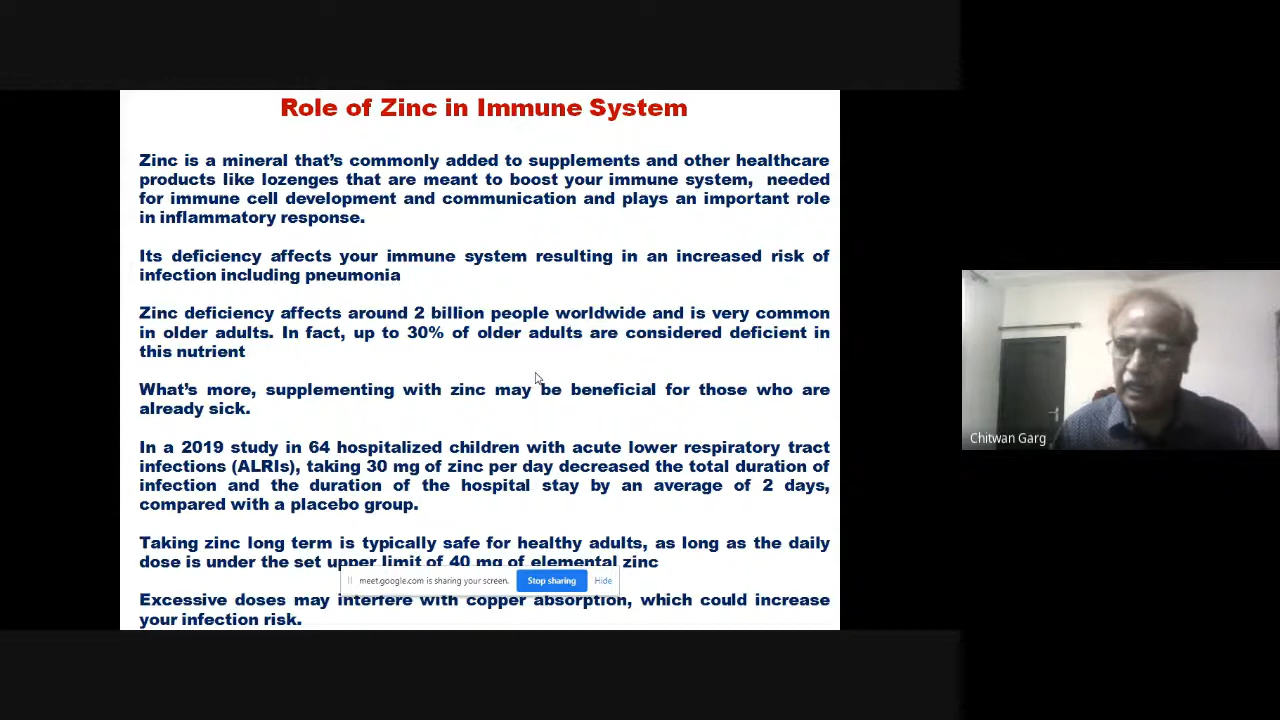 Role of Zinc in Immune System
Zinc is a mineral that's commonly added to supplements and other healthcare
products like lozenges that are meant to boost your immune system, needed
for immune cell development and communication and plays an important role
in inflammatory response.
Its deficiency affects your immune system resulting in an increased risk of
infection including pneumonia
Zinc deficiency affects around 2 billion people worldwide and is very common
in older adults. In fact, up to 30% of older adults are considered deficient in
this nutrient
What's more, supplementing with zinc may be beneficial for those who are
already sick.
In a 2019 study in 64 hospitalized children with acute lower respiratory tract
infections (ALRIs), taking 30 mg of zinc per day decreased the total duration of
infection and the duration of the hospital stay by an average of 2 days,
compared with a placebo group.
Taking zinc long term is typically safe for healthy adults, as long as the daily
dose is under the set upper limit of 40 mg of elemental zinc
meet.google.com is sharing your screen. Stop sharing Hide
Excessive doses may interfere with copper absorption, which could increase
your infection risk.
Chitwan Garg